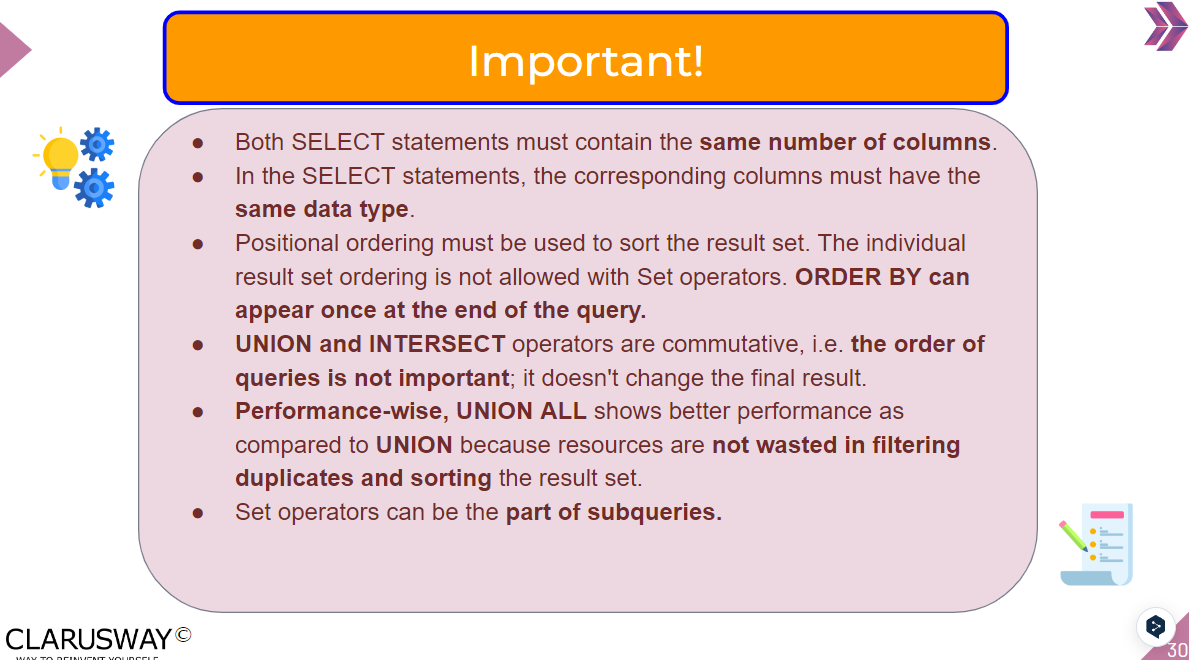 Important!
● Both SELECT statements must contain the same number of columns.
● In the SELECT statements, the corresponding columns must have the
same data type.
● Positional ordering must be used to sort the result set. The individual
result set ordering is not allowed with Set operators. ORDER BY can
appear once at the end of the query.
● UNION and INTERSECT operators are commutative, i.e. the order of
queries is not important; it doesn't change the final result.
● Performance-wise, UNION ALL shows better performance as
compared to UNION because resources are not wasted in filtering
duplicates and sorting the result set.
● Set operators can be the part of subqueries.
CLARUSWAY©
WAY TO REINVENT YOURSELF
30